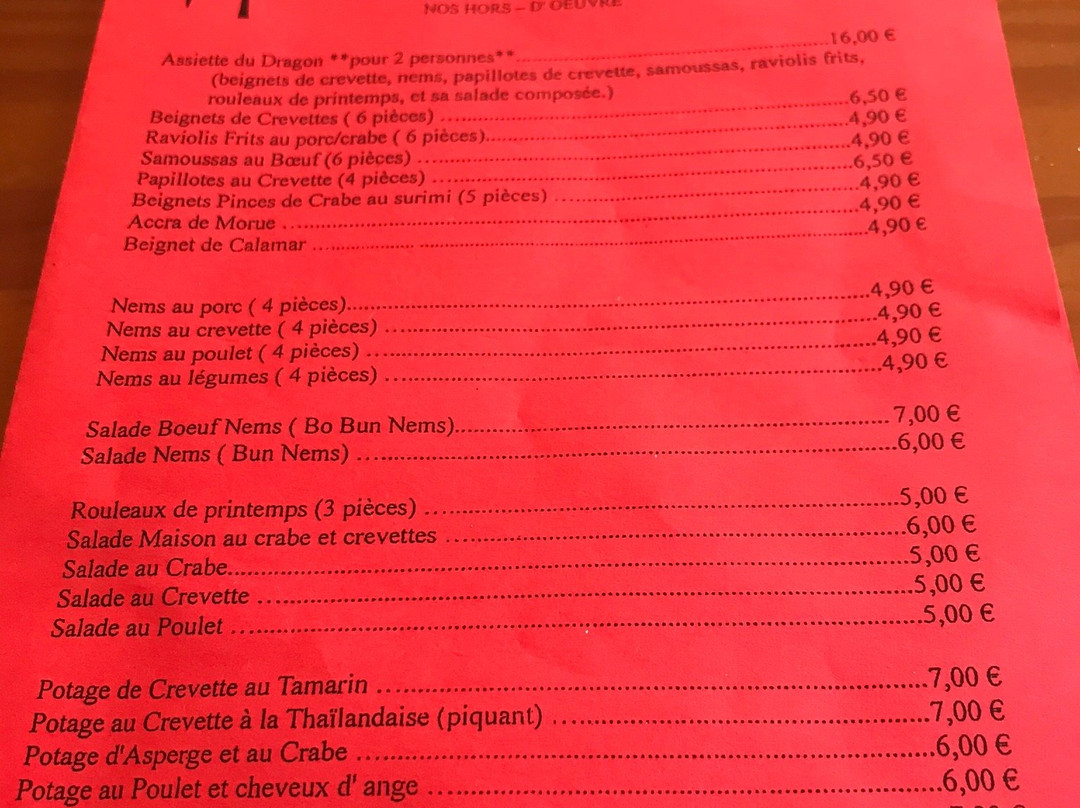 NOS HORS - D' OEUVRE
Assiette du Dragon **pour 2 personnes**.....16,00 €
(beignets de crevette, nems, papillotes de crevette, samoussas, raviolis frits,
rouleaux de printemps, et sa salade composée.)
Beignets de Crevettes ( 6 pièces) .....6,50 €
Raviolis Frits au porc/crabe ( 6 pièces).....4,90 €
Samoussas au Bœuf (6 pièces) .....4,90 €
Papillotes au Crevette (4 pièces) .....6,50 €
Beignets Pinces de Crabe au surimi (5 pièces) .....4,90 €
Accra de Morue .....4,90 €
Beignet de Calamar .....4,90 €
Nems au porc ( 4 pièces).....4,90 €
Nems au crevette ( 4 pièces) .....4,90 €
Nems au poulet ( 4 pièces) .....4,90 €
Nems au légumes ( 4 pièces) .....4,90 €
Salade Boeuf Nems ( Bo Bun Nems)..... 7,00 €
Salade Nems ( Bun Nems) .....6,00 €
Rouleaux de printemps (3 pièces) .....5,00 €
Salade Maison au crabe et crevettes .....6,00 €
Salade au Crabe.....5,00 €
Salade au Crevette .....5,00 €
Salade au Poulet .....5,00 €
Potage de Crevette au Tamarin .....7,00 €
Potage au Crevette à la Thaïlandaise (piquant) .....7,00 €
Potage d'Asperge et au Crabe .....6,00 €
Potage au Poulet et cheveux d' ange .....6,00 €